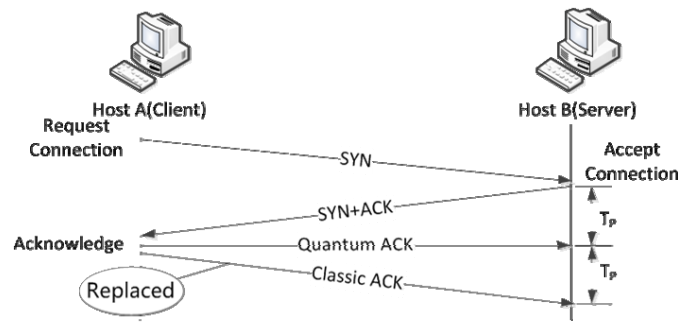 Host A(Client)
Host B(Server)
Request
Connection
SYN
Accept
Connection
SYN+ACK
Tₚ
Acknowledge
Quantum ACK
Classic ACK
Tₚ
Replaced